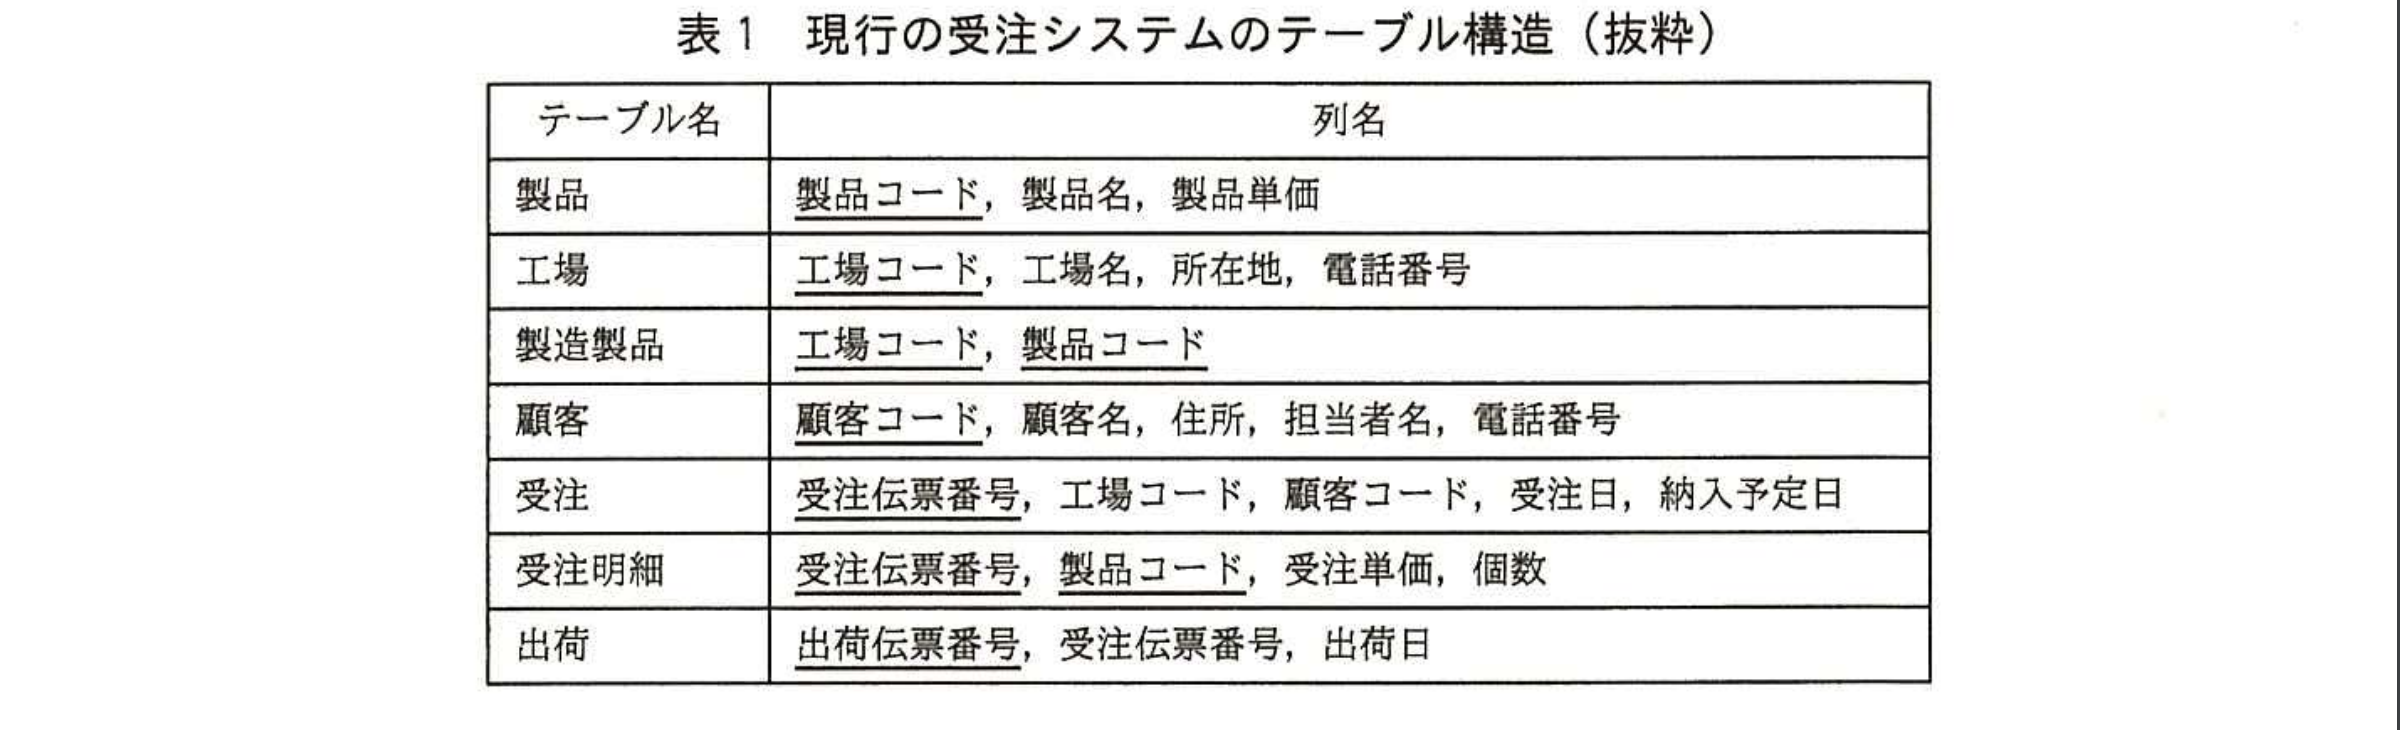 表1 現行の受注システムのテーブル構造(抜粋)
テーブル名 列名
製品 製品コード,製品名,製品単価
工場 工場コード,工場名,所在地,電話番号
製造製品 工場コード,製品コード
顧客 顧客コード,顧客名,住所,担当者名,電話番号
受注 受注伝票番号,工場コード,顧客コード,受注日,納入予定日
受注明細 受注伝票番号,製品コード,受注単価,個数
出荷 出荷伝票番号,受注伝票番号,出荷日